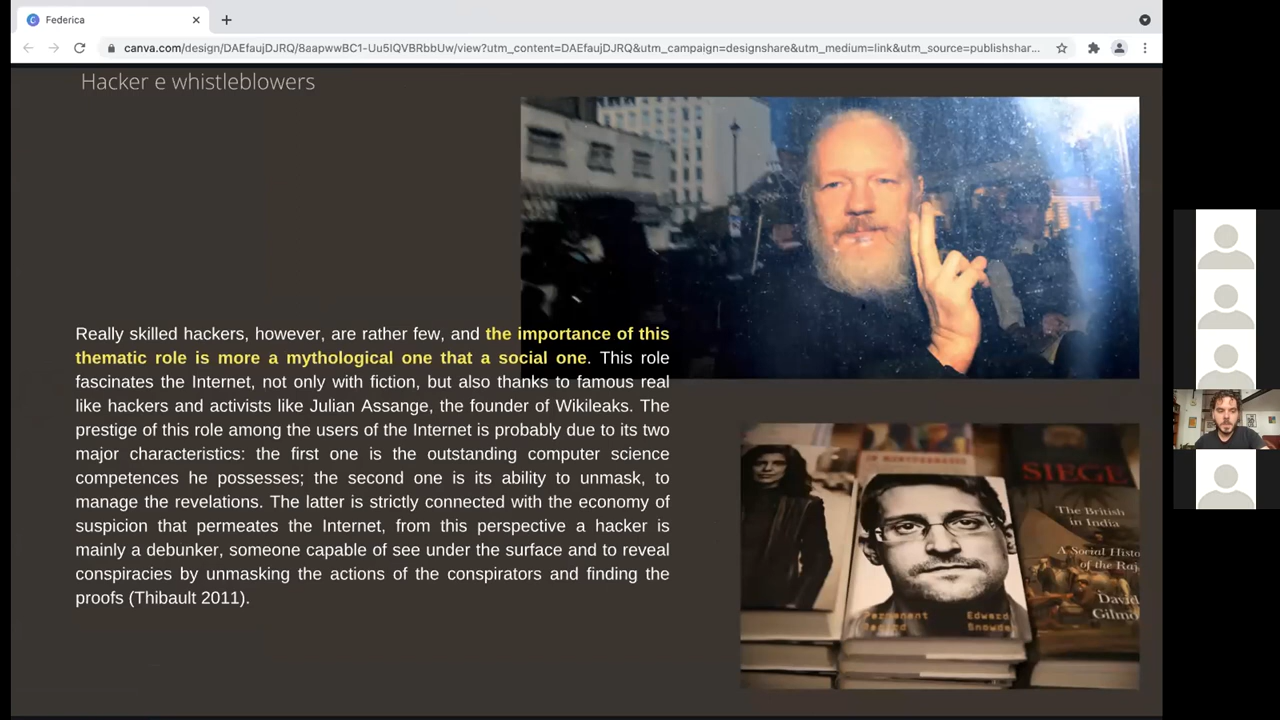 Federica
canva.com/design/DAEfaujDJRQ/8aapwwBC1-Uu5IQVBRbbUw/view?utm_content=DAEfaujDJRQ&utm_campaign=designshare&utm_medium=link&utm_source=publishshar...
Hacker e whistleblowers
Really skilled hackers, however, are rather few, and the importance of this
thematic role is more a mythological one that a social one. This role
fascinates the Internet, not only with fiction, but also thanks to famous real
like hackers and activists like Julian Assange, the founder of Wikileaks. The
prestige of this role among the users of the Internet is probably due to its two
major characteristics: the first one is the outstanding computer science
competences he possesses; the second one is its ability to unmask, to
manage the revelations. The latter is strictly connected with the economy of
suspicion that permeates the Internet, from this perspective a hacker is
mainly a debunker, someone capable of see under the surface and to reveal
conspiracies by unmasking the actions of the conspirators and finding the
proofs (Thibault 2011).
Permanent
Record
Edward
Snowde
SIEGE
The British
in India
A Social Histo
of the Raj
David
Gilmo